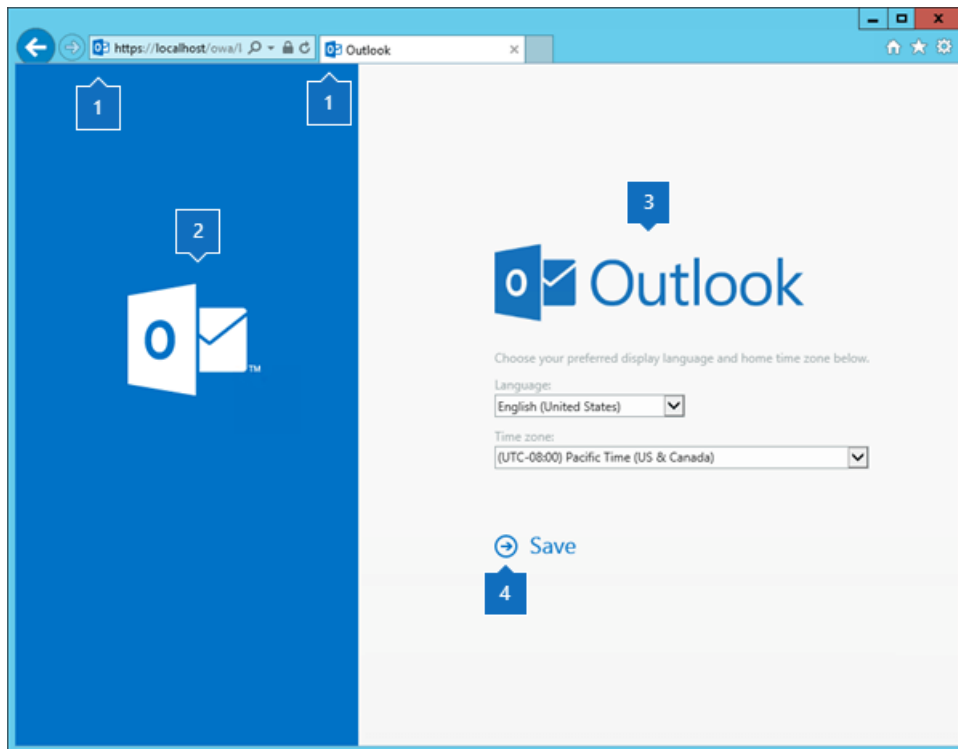 https://localhost/owa/l
Outlook
1
1
2
3
O
Outlook
O
TM
Choose your preferred display language and home time zone below.
Language:
English (United States)
Time zone:
(UTC-08:00) Pacific Time (US & Canada)
Save
4